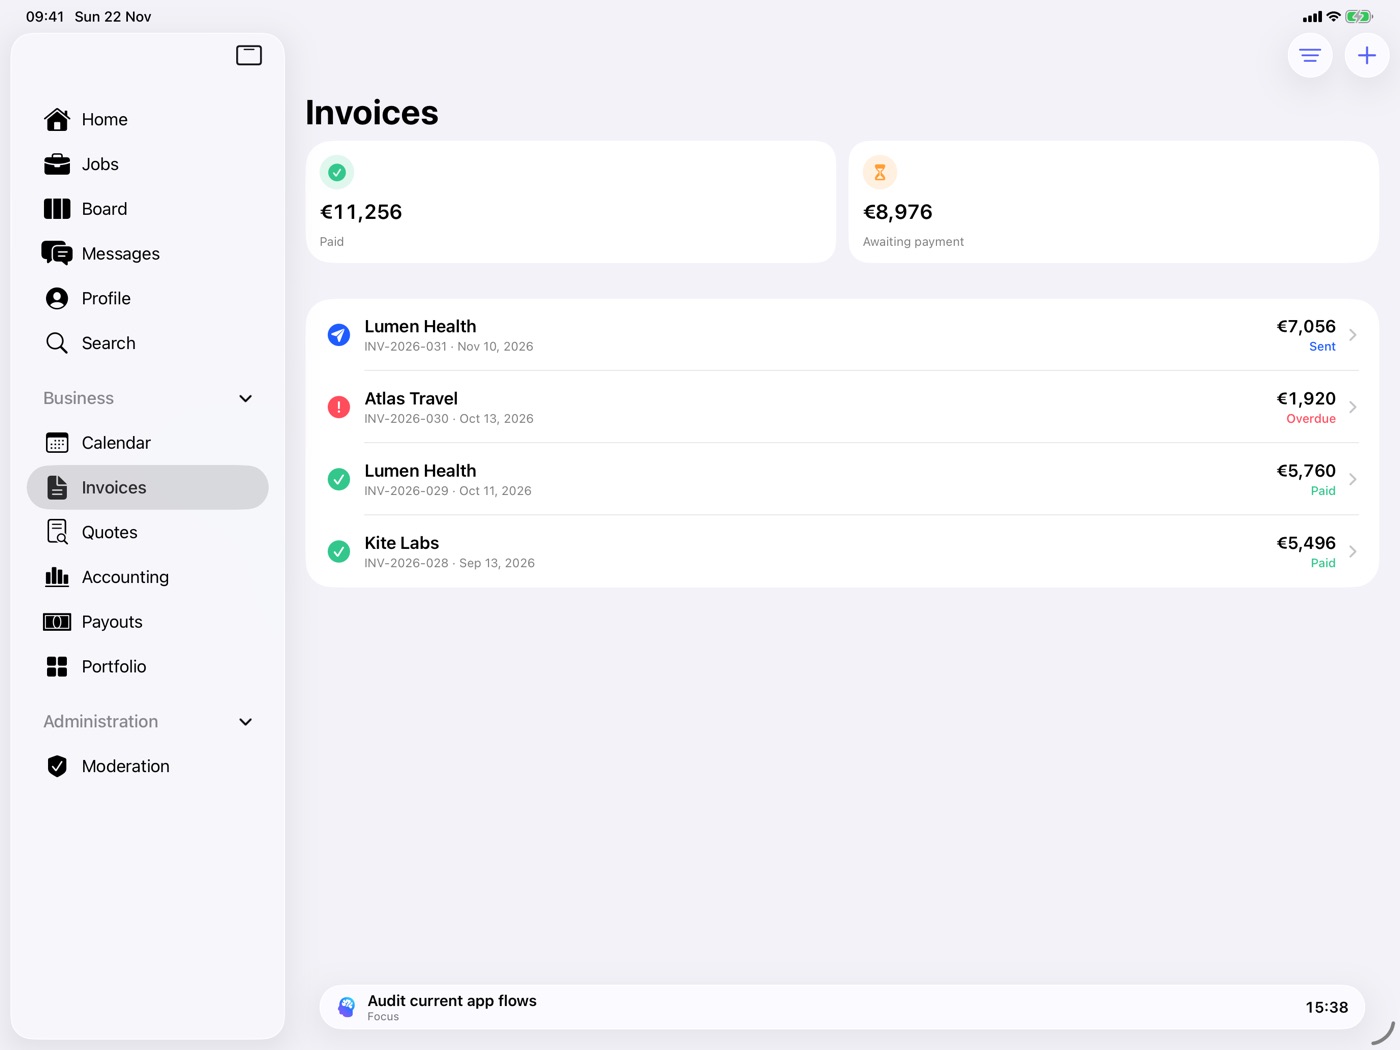 09:41 Sun 22 Nov
Home
Jobs
Board
Messages
Profile
Search
Business
Calendar
Invoices
Quotes
Accounting
Payouts
Portfolio
Administration
Moderation
Invoices
€11,256
Paid
€8,976
Awaiting payment
Lumen Health €7,056
INV-2026-031 · Nov 10, 2026 Sent
Atlas Travel €1,920
INV-2026-030 · Oct 13, 2026 Overdue
Lumen Health €5,760
INV-2026-029 · Oct 11, 2026 Paid
Kite Labs €5,496
INV-2026-028 · Sep 13, 2026 Paid
Audit current app flows 15:38
Focus